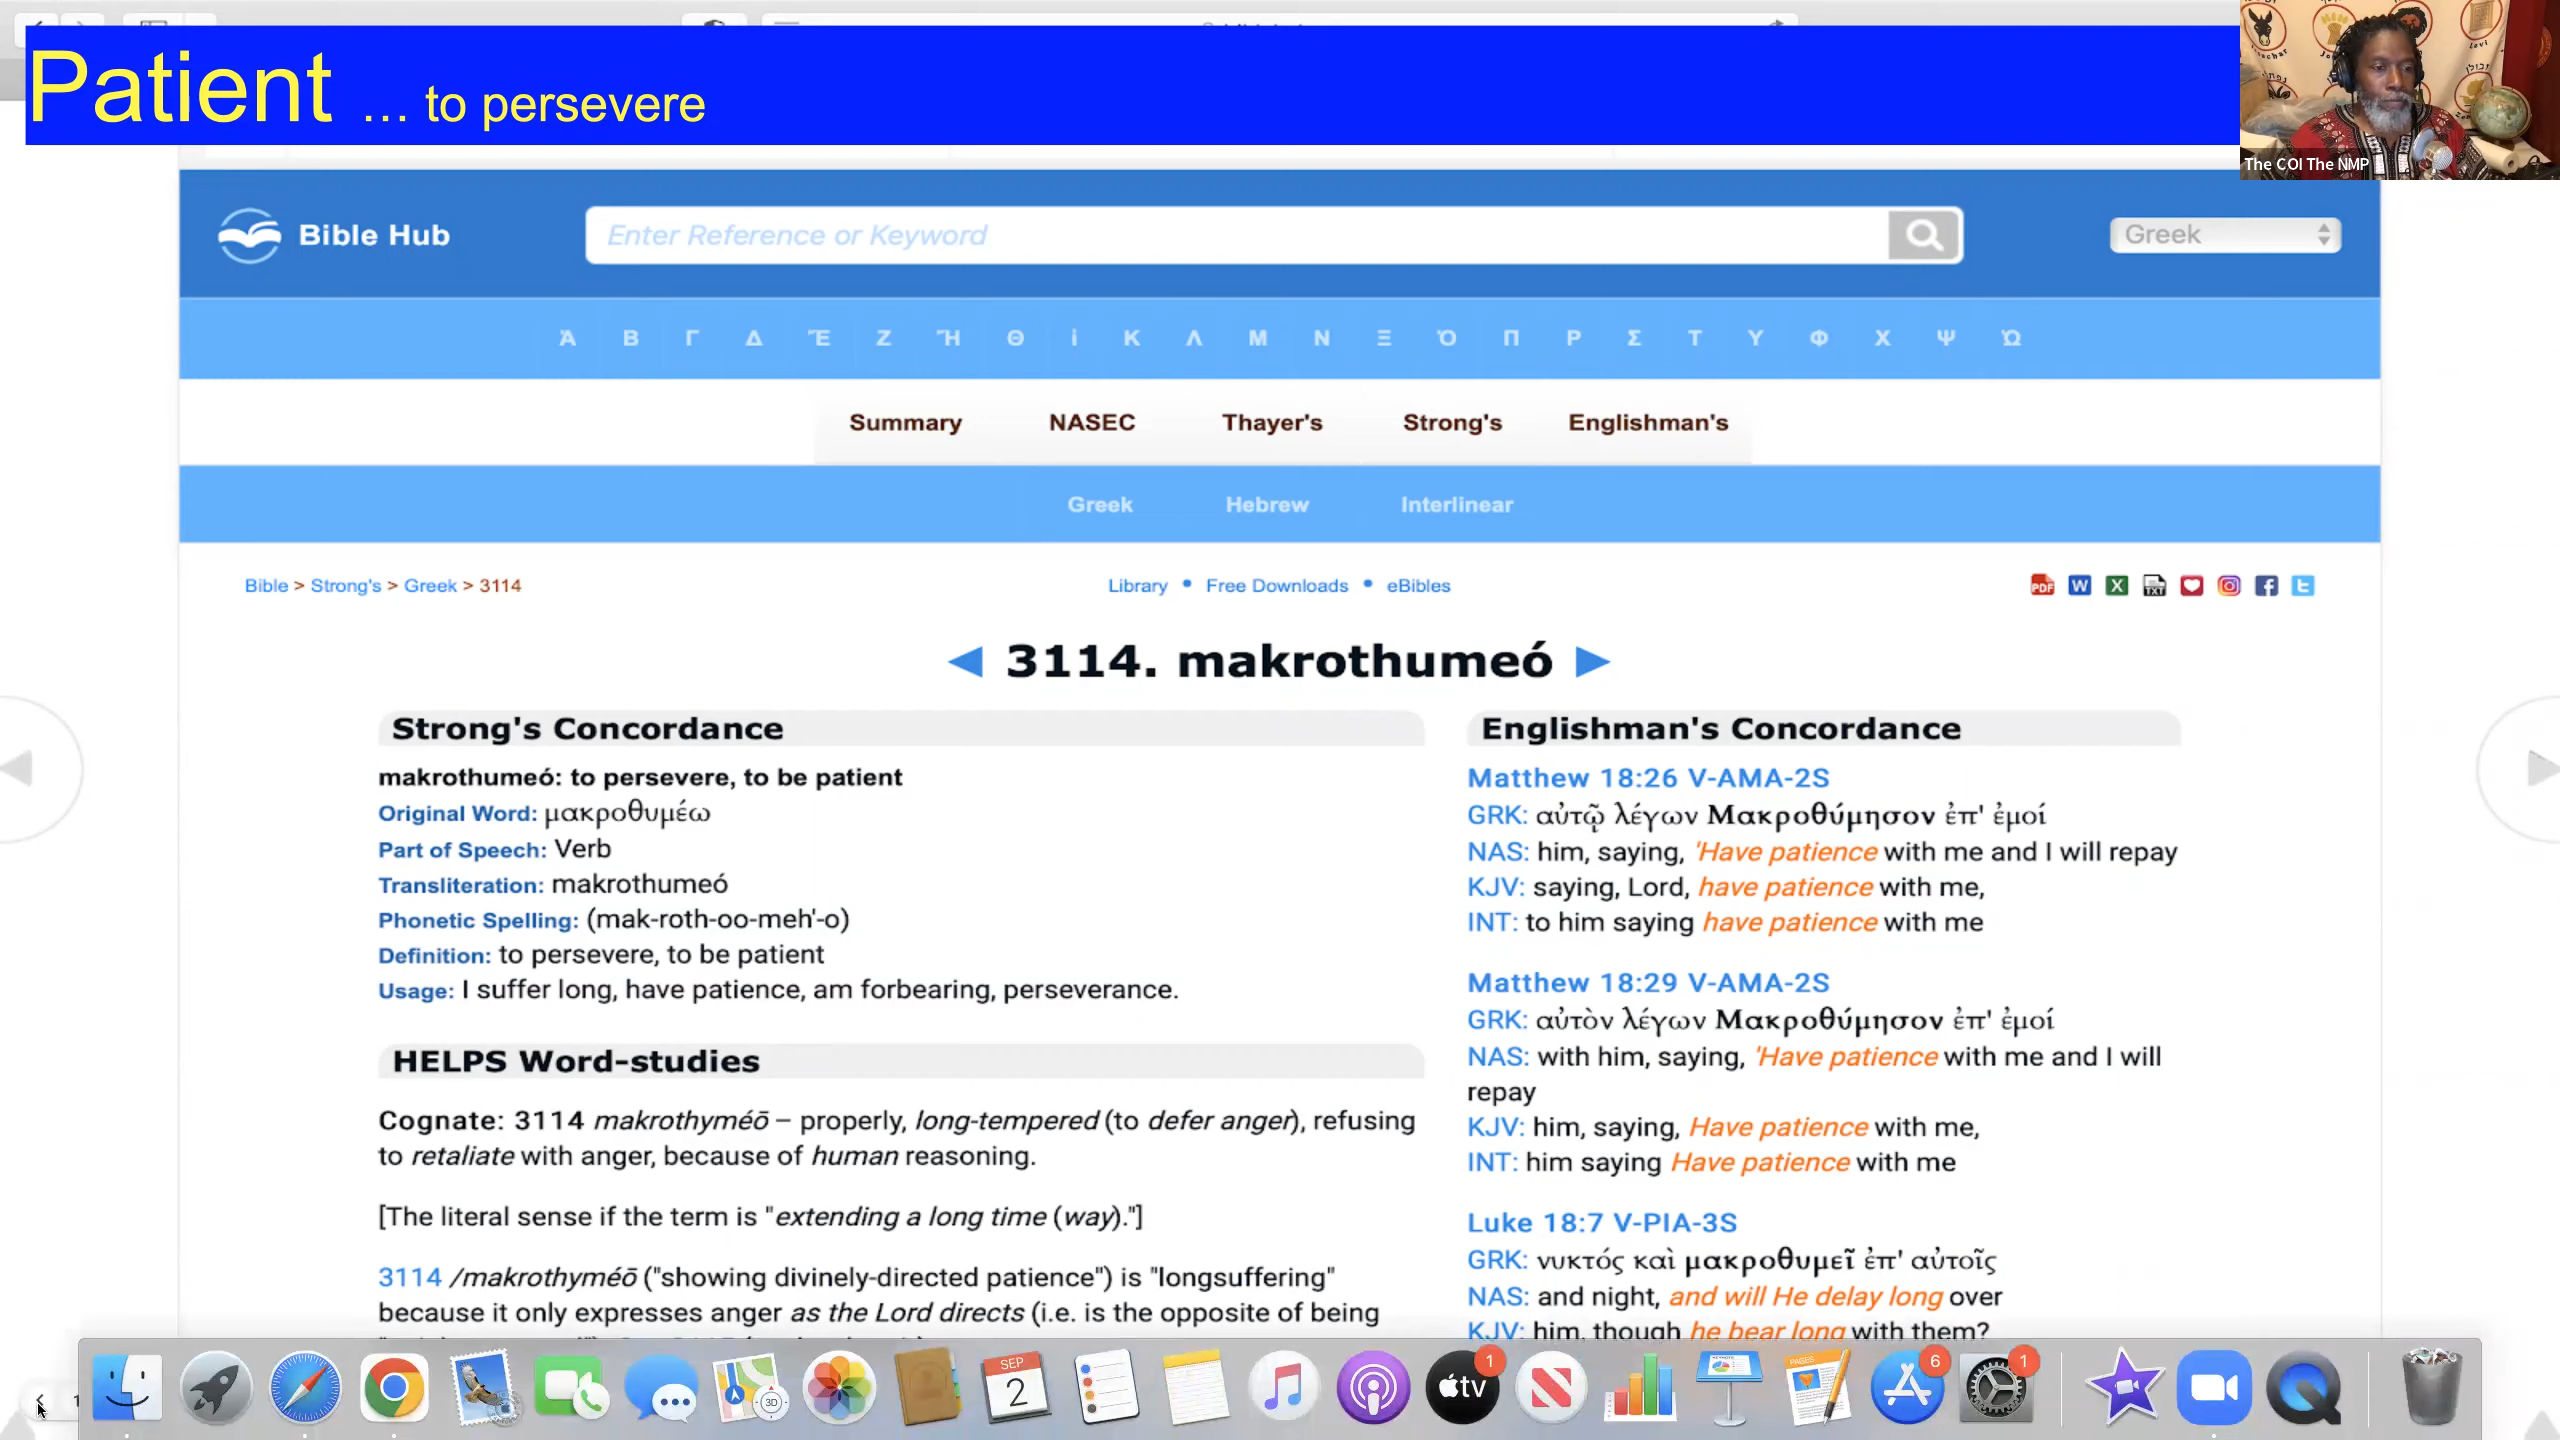 Patient ... to persevere
The COI The NMP
Bible Hub
Enter Reference or Keyword
Greek
Ἀ Β Γ Δ Ἐ Ζ Ἠ Θ Ἰ Κ Λ Μ Ν Ξ Ὀ Π Ρ Σ Τ Υ Φ Χ Ψ Ὠ
Summary NASEC Thayer's Strong's Englishman's
Greek Hebrew Interlinear
Bible > Strong's > Greek > 3114
Library • Free Downloads • eBibles
◀ 3114. makrothumeó ▶
Strong's Concordance
makrothumeó: to persevere, to be patient
Original Word: μακροθυμέω
Part of Speech: Verb
Transliteration: makrothumeó
Phonetic Spelling: (mak-roth-oo-meh'-o)
Definition: to persevere, to be patient
Usage: I suffer long, have patience, am forbearing, perseverance.
HELPS Word-studies
Cognate: 3114 makrothyméō – properly, long-tempered (to defer anger), refusing
to retaliate with anger, because of human reasoning.
[The literal sense if the term is "extending a long time (way)."]
3114 /makrothyméō ("showing divinely-directed patience") is "longsuffering"
because it only expresses anger as the Lord directs (i.e. is the opposite of being
Englishman's Concordance
Matthew 18:26 V-AMA-2S
GRK: αὐτῷ λέγων Μακροθύμησον ἐπ' ἐμοί
NAS: him, saying, 'Have patience with me and I will repay
KJV: saying, Lord, have patience with me,
INT: to him saying have patience with me
Matthew 18:29 V-AMA-2S
GRK: αὐτὸν λέγων Μακροθύμησον ἐπ' ἐμοί
NAS: with him, saying, 'Have patience with me and I will
repay
KJV: him, saying, Have patience with me,
INT: him saying Have patience with me
Luke 18:7 V-PIA-3S
GRK: νυκτός καὶ μακροθυμεῖ ἐπ' αὐτοῖς
NAS: and night, and will He delay long over
KJV: him, though he bear long with them?
SEP
2
3D
tv
1
PAGES
6
1